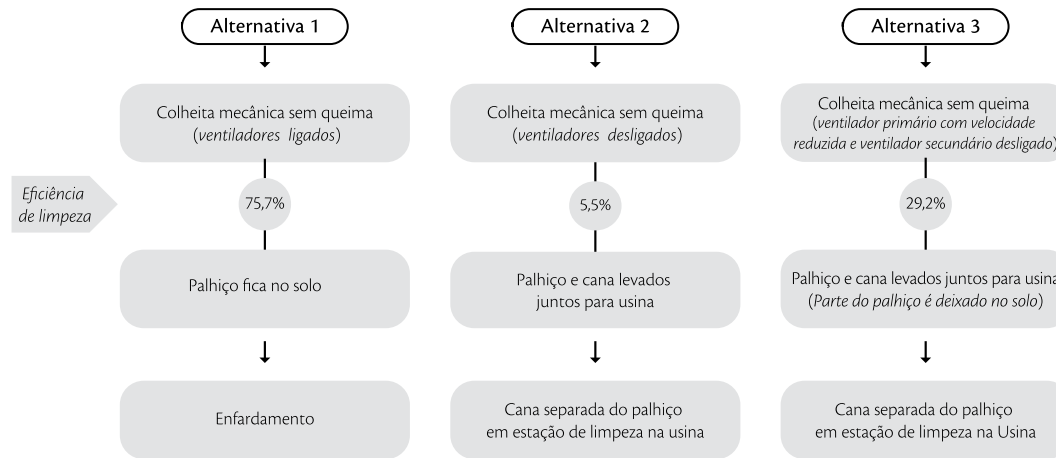 Alternativa 1
Alternativa 2
Alternativa 3
Colheita mecânica sem queima
(ventiladores ligados)
Colheita mecânica sem queima
(ventiladores desligados)
Colheita mecânica sem queima
(ventilador primário com velocidade
reduzida e ventilador secundário desligado)
Eficiência
de limpeza
75,7%
5,5%
29,2%
Palhiço fica no solo
Palhiço e cana levados
juntos para usina
Palhiço e cana levados juntos para usina
(Parte do palhiço é deixado no solo)
Enfardamento
Cana separada do palhiço
em estação de limpeza na usina
Cana separada do palhiço
em estação de limpeza na Usina